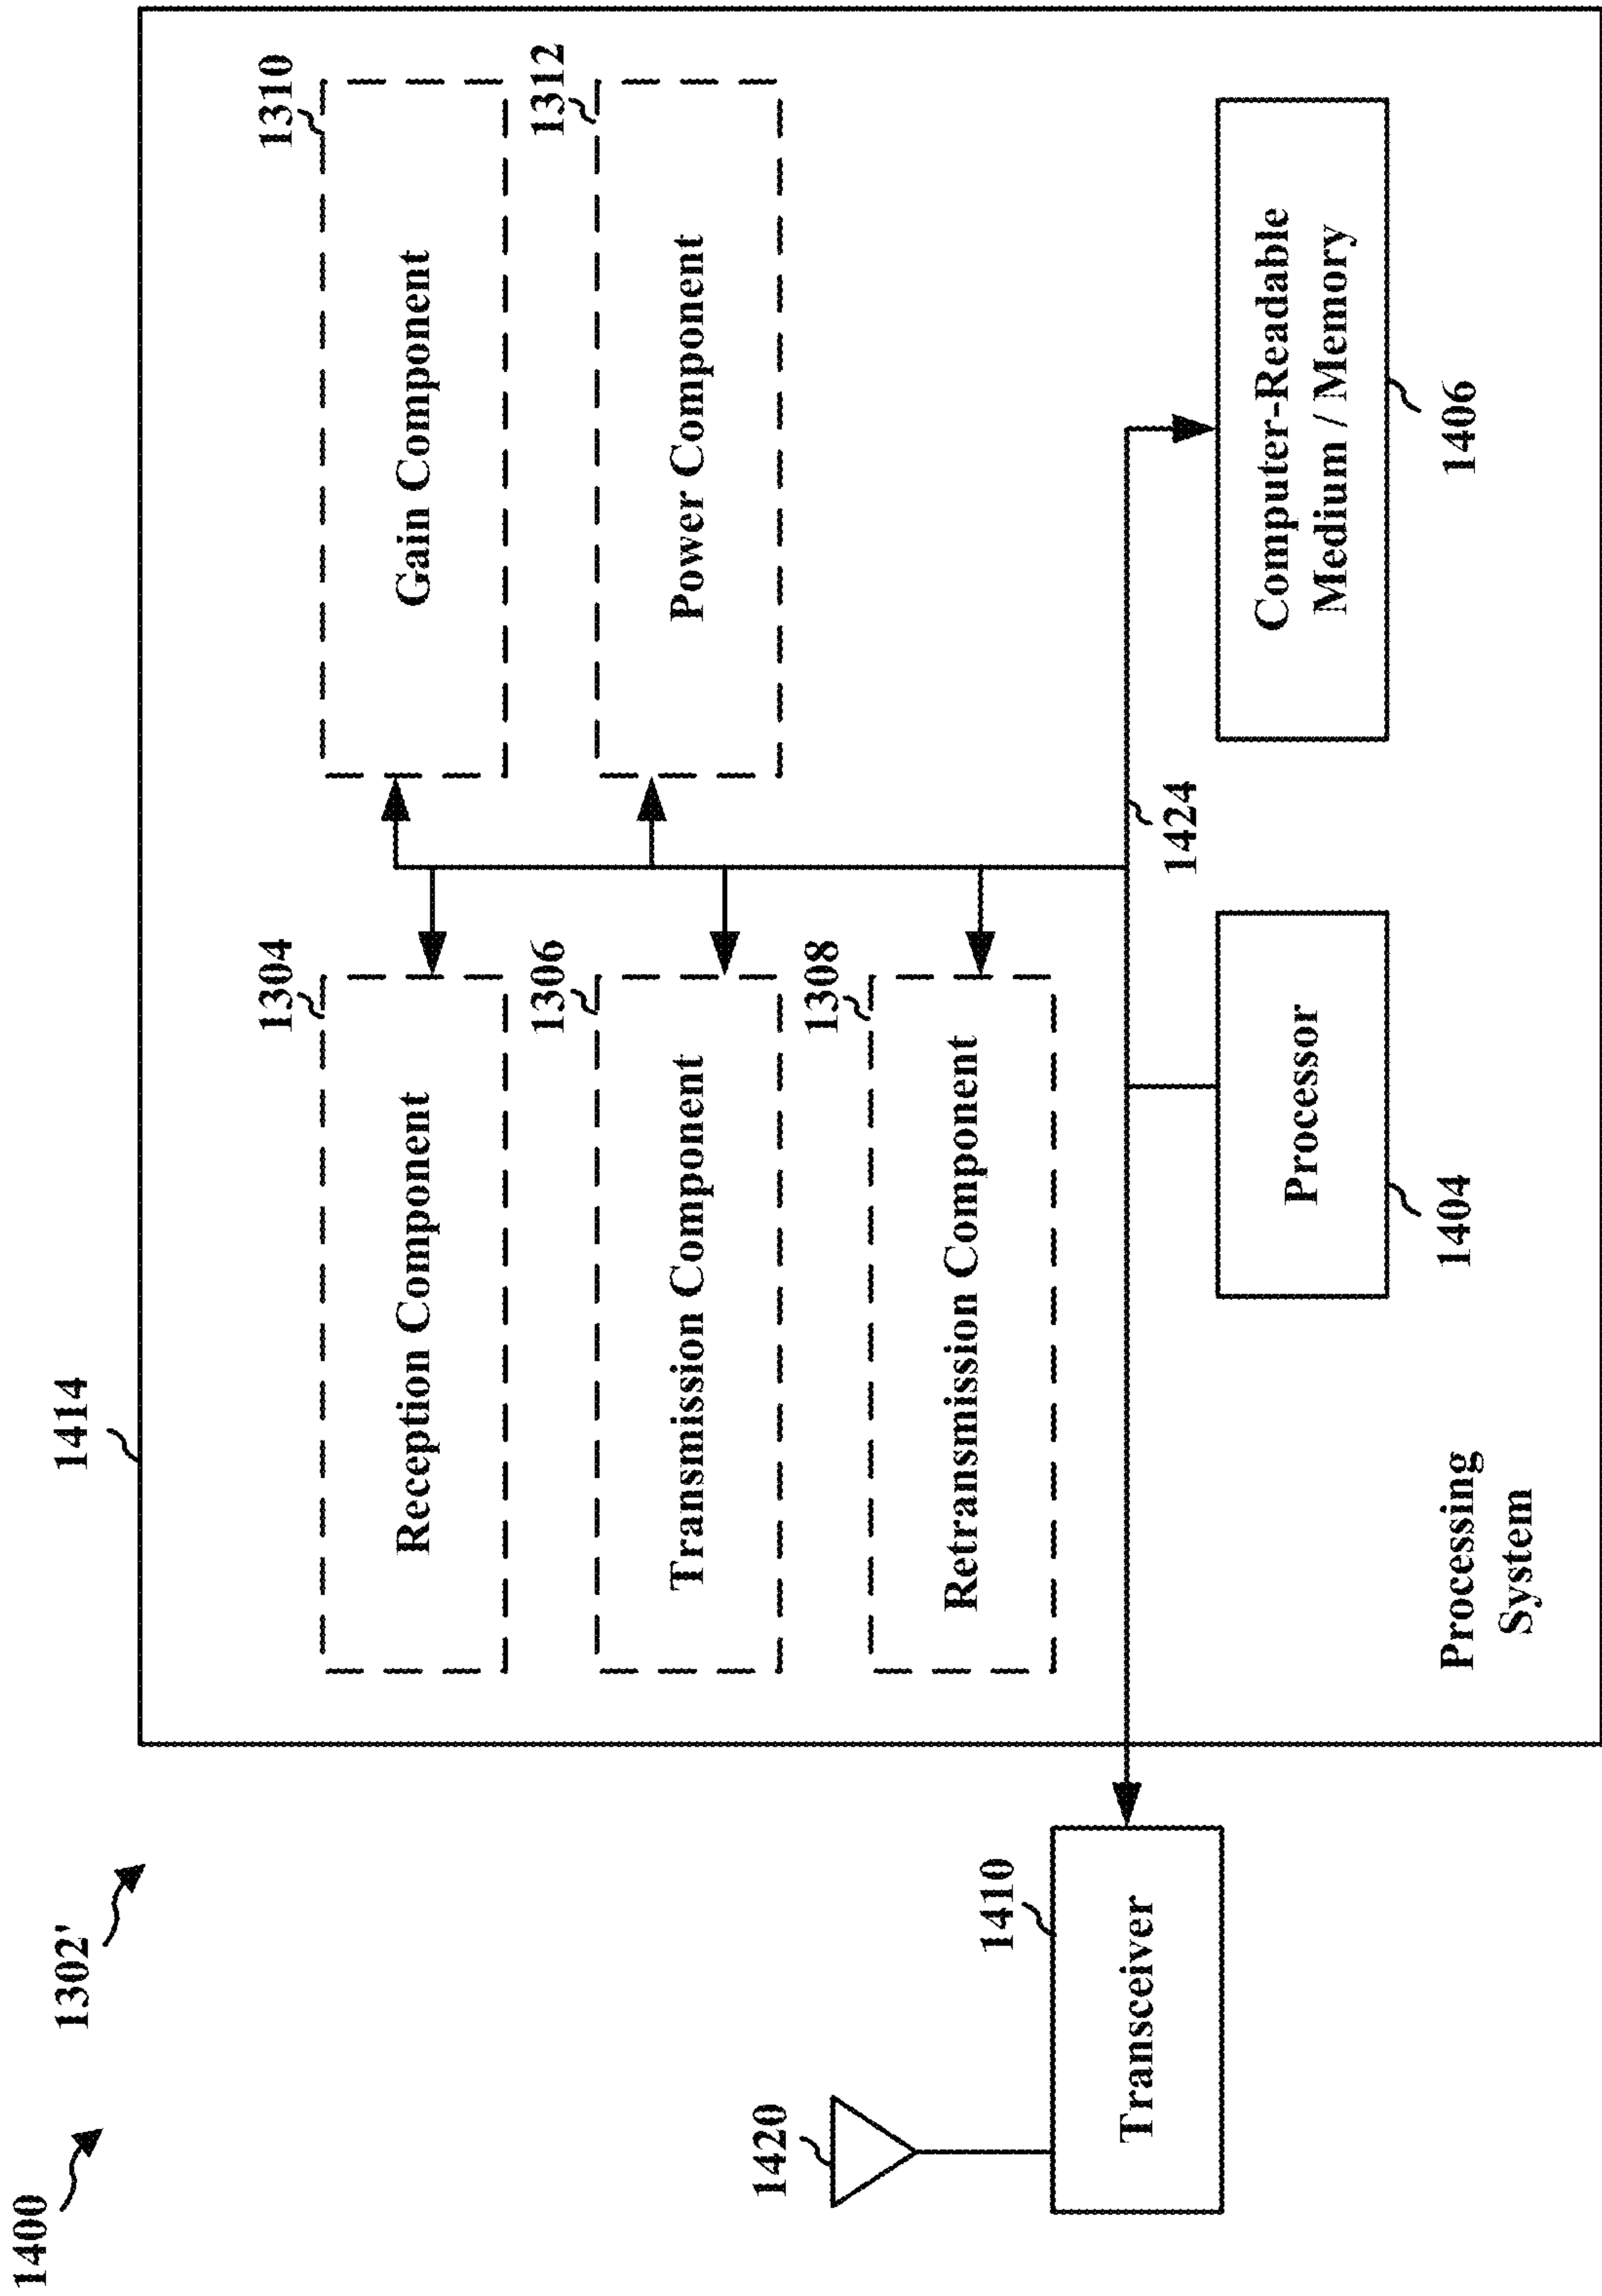 1400
1302'
1414
1304
Reception Component
1310
Gain Component
1306
Transmission Component
1312
Power Component
1308
Retransmission Component
1420
1410
Transceiver
1424
Processor
1404
Computer-Readable
Medium / Memory
1406
Processing
System